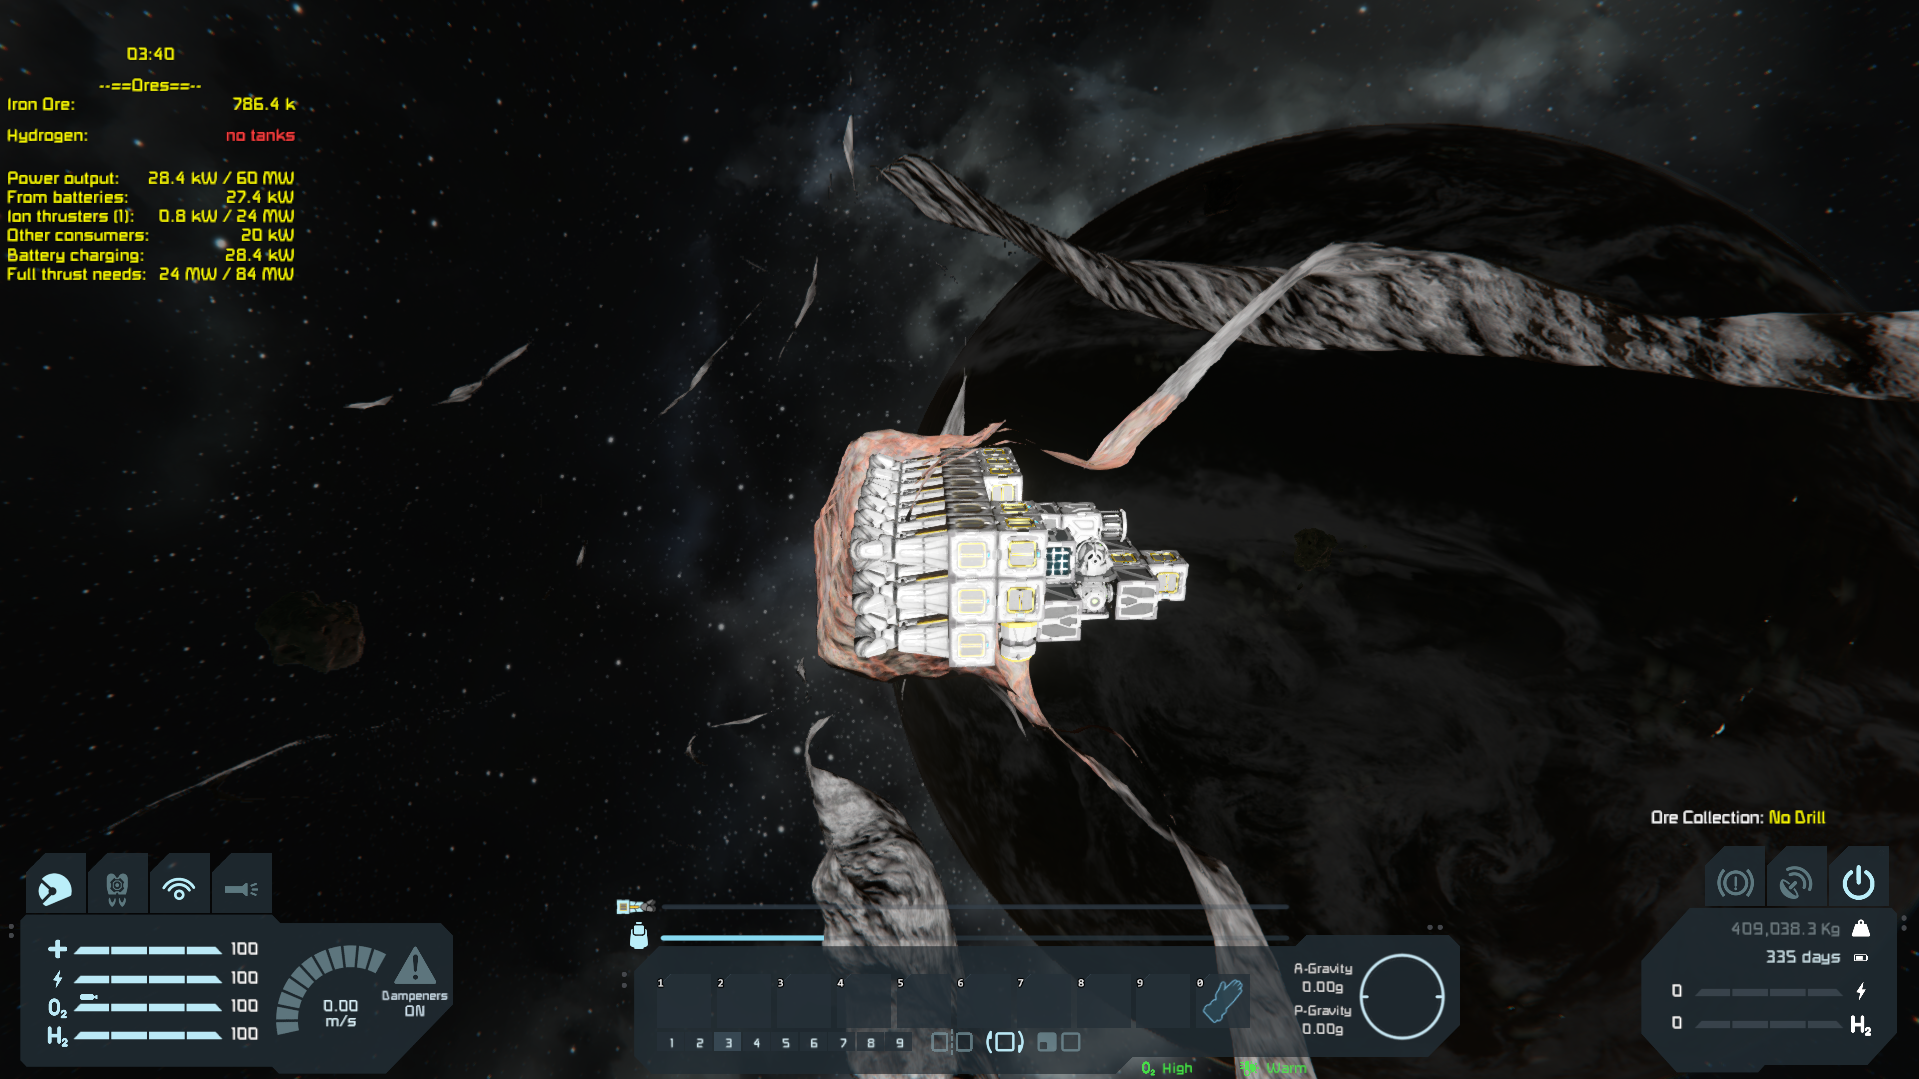 03:40
--==Ores==--
Iron Ore: 786.4 k
Hydrogen: no tanks
Power output: 28.4 kW / 60 MW
From batteries: 27.4 kW
Ion thrusters (1): 0.8 kW / 24 MW
Other consumers: 20 kW
Battery charging: 28.4 kW
Full thrust needs: 24 MW / 84 MW
Ore Collection: No Drill
100
100
O₂ 100
H₂ 100
0.00
m/s
Dampeners
ON
1 2 3 4 5 6 7 8 9 0
1 2 3 4 5 6 7 8 9
A-Gravity
0.00g
P-Gravity
0.00g
O₂ High
Warm
409,038.3 Kg
335 days
0
0 H₂